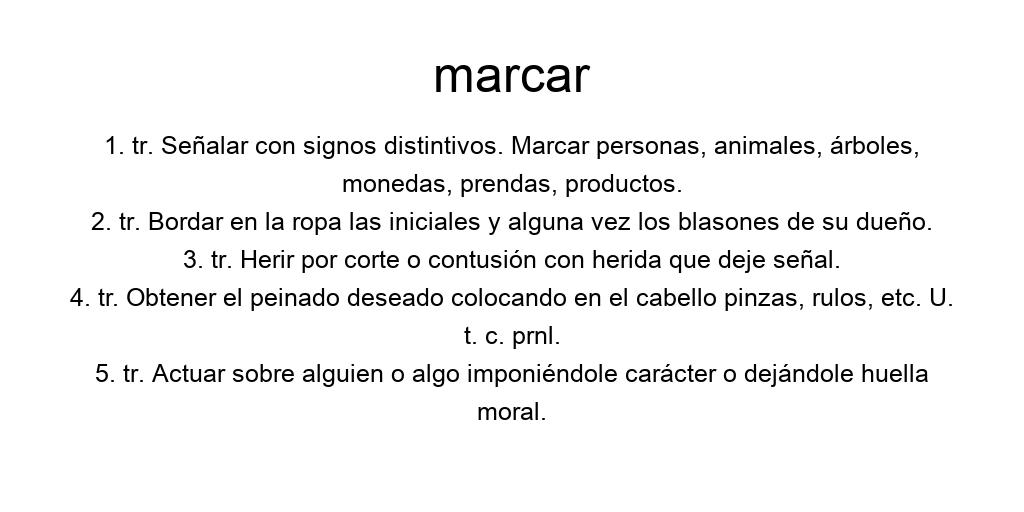 marcar
1. tr. Señalar con signos distintivos. Marcar personas, animales, árboles,
monedas, prendas, productos.
2. tr. Bordar en la ropa las iniciales y alguna vez los blasones de su dueño.
3. tr. Herir por corte o contusión con herida que deje señal.
4. tr. Obtener el peinado deseado colocando en el cabello pinzas, rulos, etc. U.
t. c. prnl.
5. tr. Actuar sobre alguien o algo imponiéndole carácter o dejándole huella
moral.